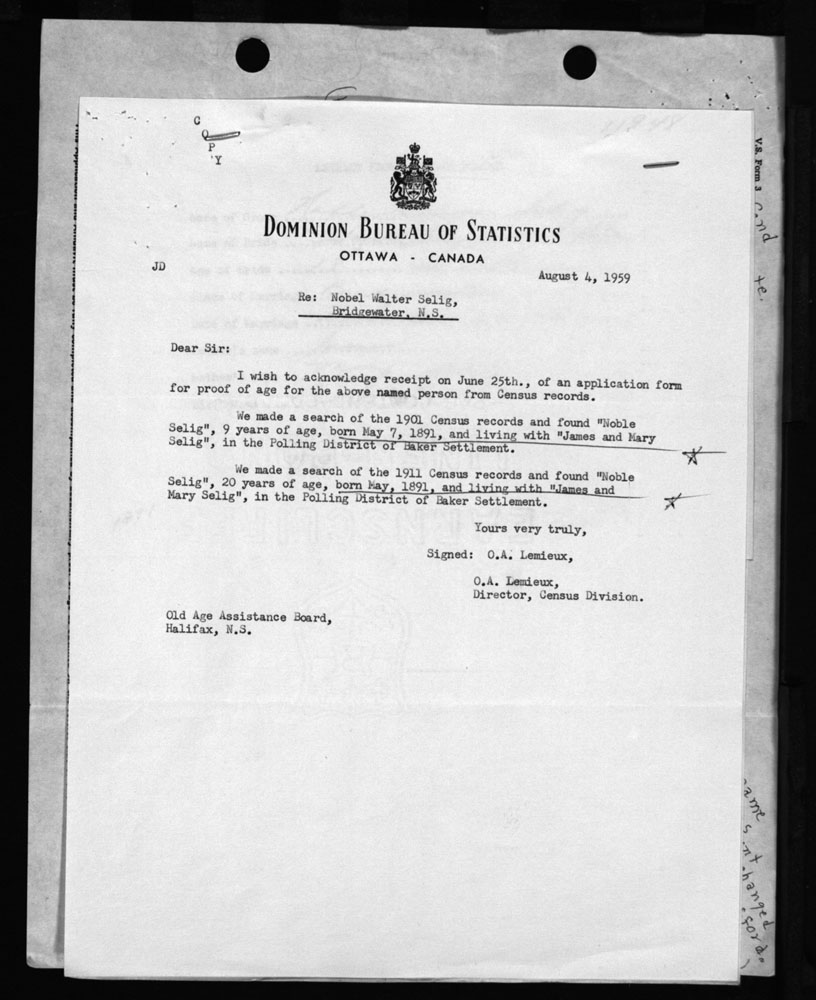 C
O
P
Y
V.S. Form 3
DOMINION BUREAU OF STATISTICS
OTTAWA - CANADA
JD
August 4, 1959
Re: Nobel Walter Selig,
Bridgewater, N.S.
Dear Sir:
I wish to acknowledge receipt on June 25th., of an application form
for proof of age for the above named person from Census records.
We made a search of the 1901 Census records and found "Noble
Selig", 9 years of age, born May 7, 1891, and living with "James and Mary
Selig", in the Polling District of Baker Settlement.
We made a search of the 1911 Census records and found "Noble
Selig", 20 years of age, born May, 1891, and living with "James and
Mary Selig", in the Polling District of Baker Settlement.
Yours very truly,
Signed: O.A. Lemieux,
O.A. Lemieux,
Director, Census Division.
Old Age Assistance Board,
Halifax, N.S.